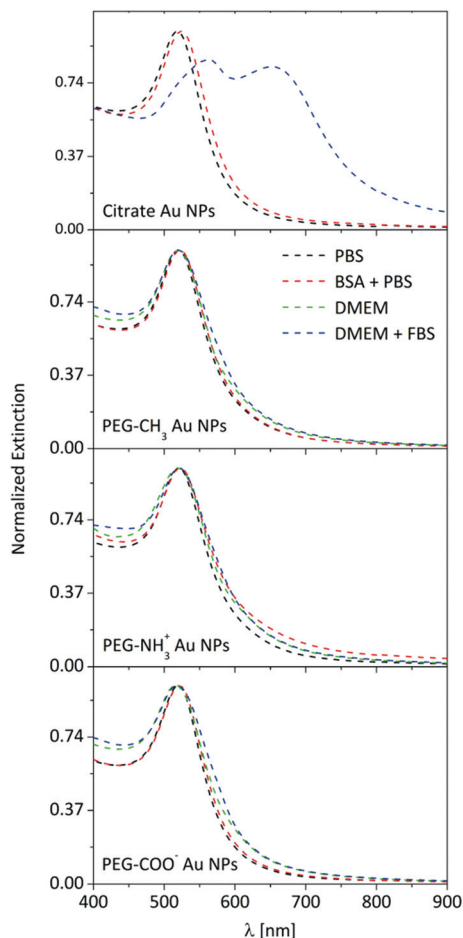 Normalized Extinction
0.74
0.37
0.00
Citrate Au NPs
PBS
BSA + PBS
DMEM
DMEM + FBS
0.74
0.37
0.00
PEG-CH₃ Au NPs
0.74
0.37
0.00
PEG-NH₃⁺ Au NPs
0.74
0.37
0.00
PEG-COO⁻ Au NPs
400 500 600 700 800 900
λ [nm]